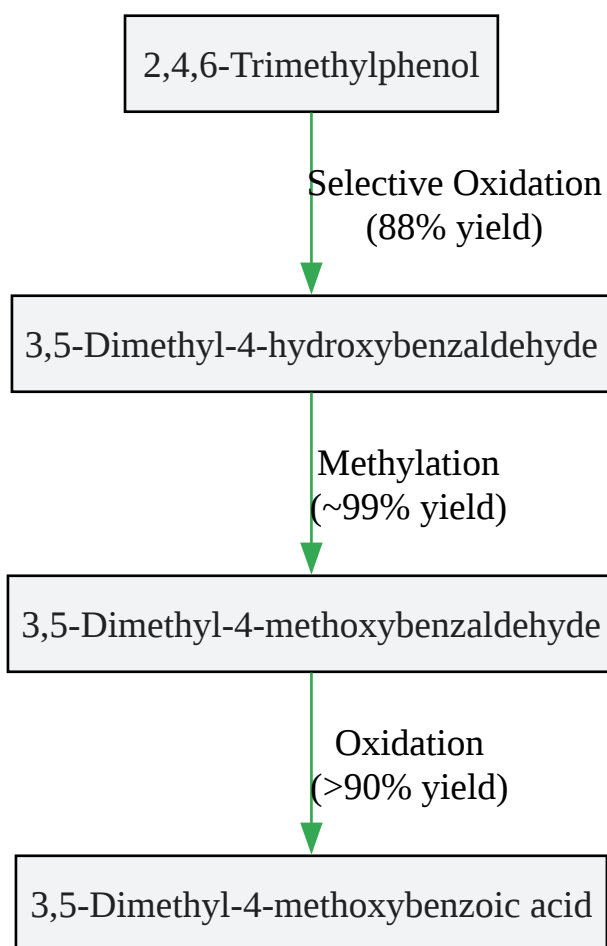 2,4,6-Trimethylphenol
Selective Oxidation
(88% yield)
3,5-Dimethyl-4-hydroxybenzaldehyde
Methylation
(~99% yield)
3,5-Dimethyl-4-methoxybenzaldehyde
Oxidation
(>90% yield)
3,5-Dimethyl-4-methoxybenzoic acid